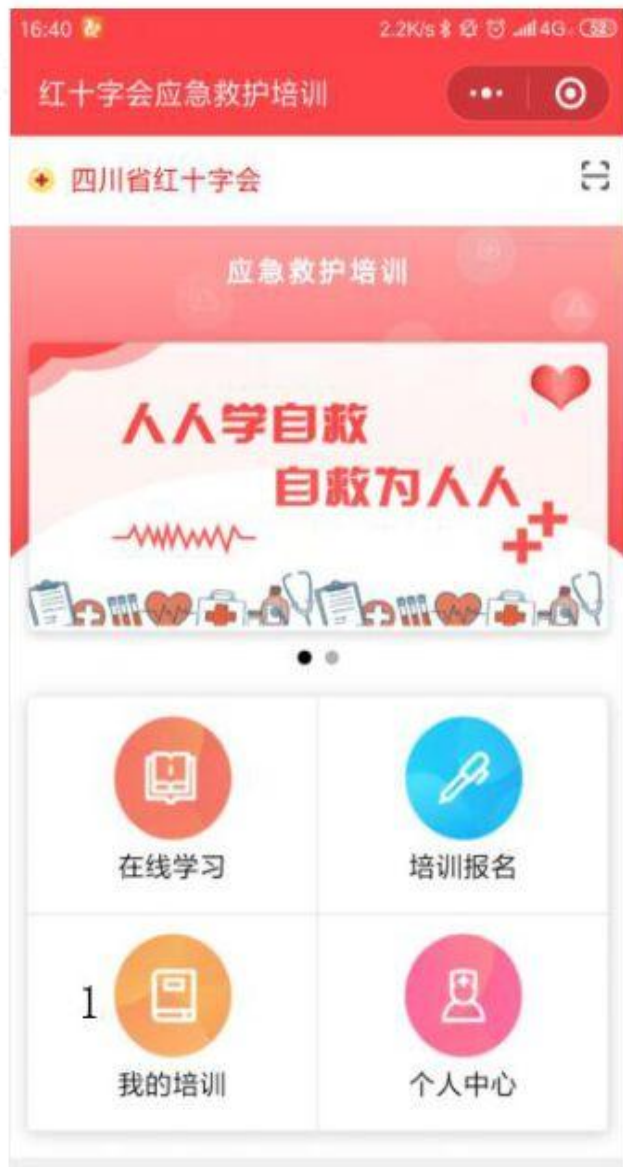 16:40
2.2K/s 4G 52
红十字会应急救护培训
四川省红十字会
应急救护培训
人人学自救
自救为人人
在线学习
培训报名
1
我的培训
个人中心